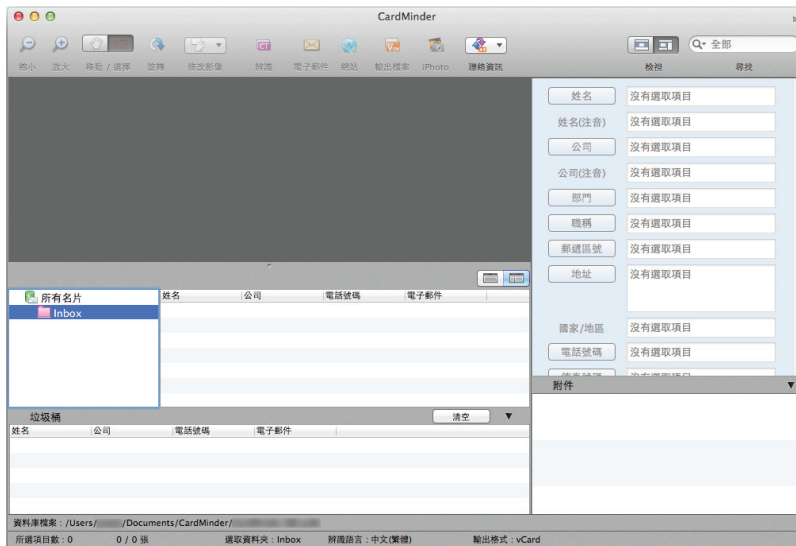 CardMinder
全部
縮小 放大 移動 / 選擇 旋轉 修改影像 辨識 電子郵件 網站 輸出檔案 iPhoto 聯絡資訊 檢視 尋找
姓名 沒有選取項目
姓名(注音) 沒有選取項目
公司 沒有選取項目
公司(注音) 沒有選取項目
部門 沒有選取項目
職稱 沒有選取項目
郵遞區號 沒有選取項目
地址 沒有選取項目
國家/地區 沒有選取項目
電話號碼 沒有選取項目
附件
所有名片
Inbox
姓名 公司 電話號碼 電子郵件
垃圾桶 清空
姓名 公司 電話號碼 電子郵件
資料庫檔案 : /Users/ /Documents/CardMinder/
所選項目數 : 0 0 / 0 張 選取資料夾 : Inbox 辨識語言 : 中文(繁體) 輸出格式 : vCard